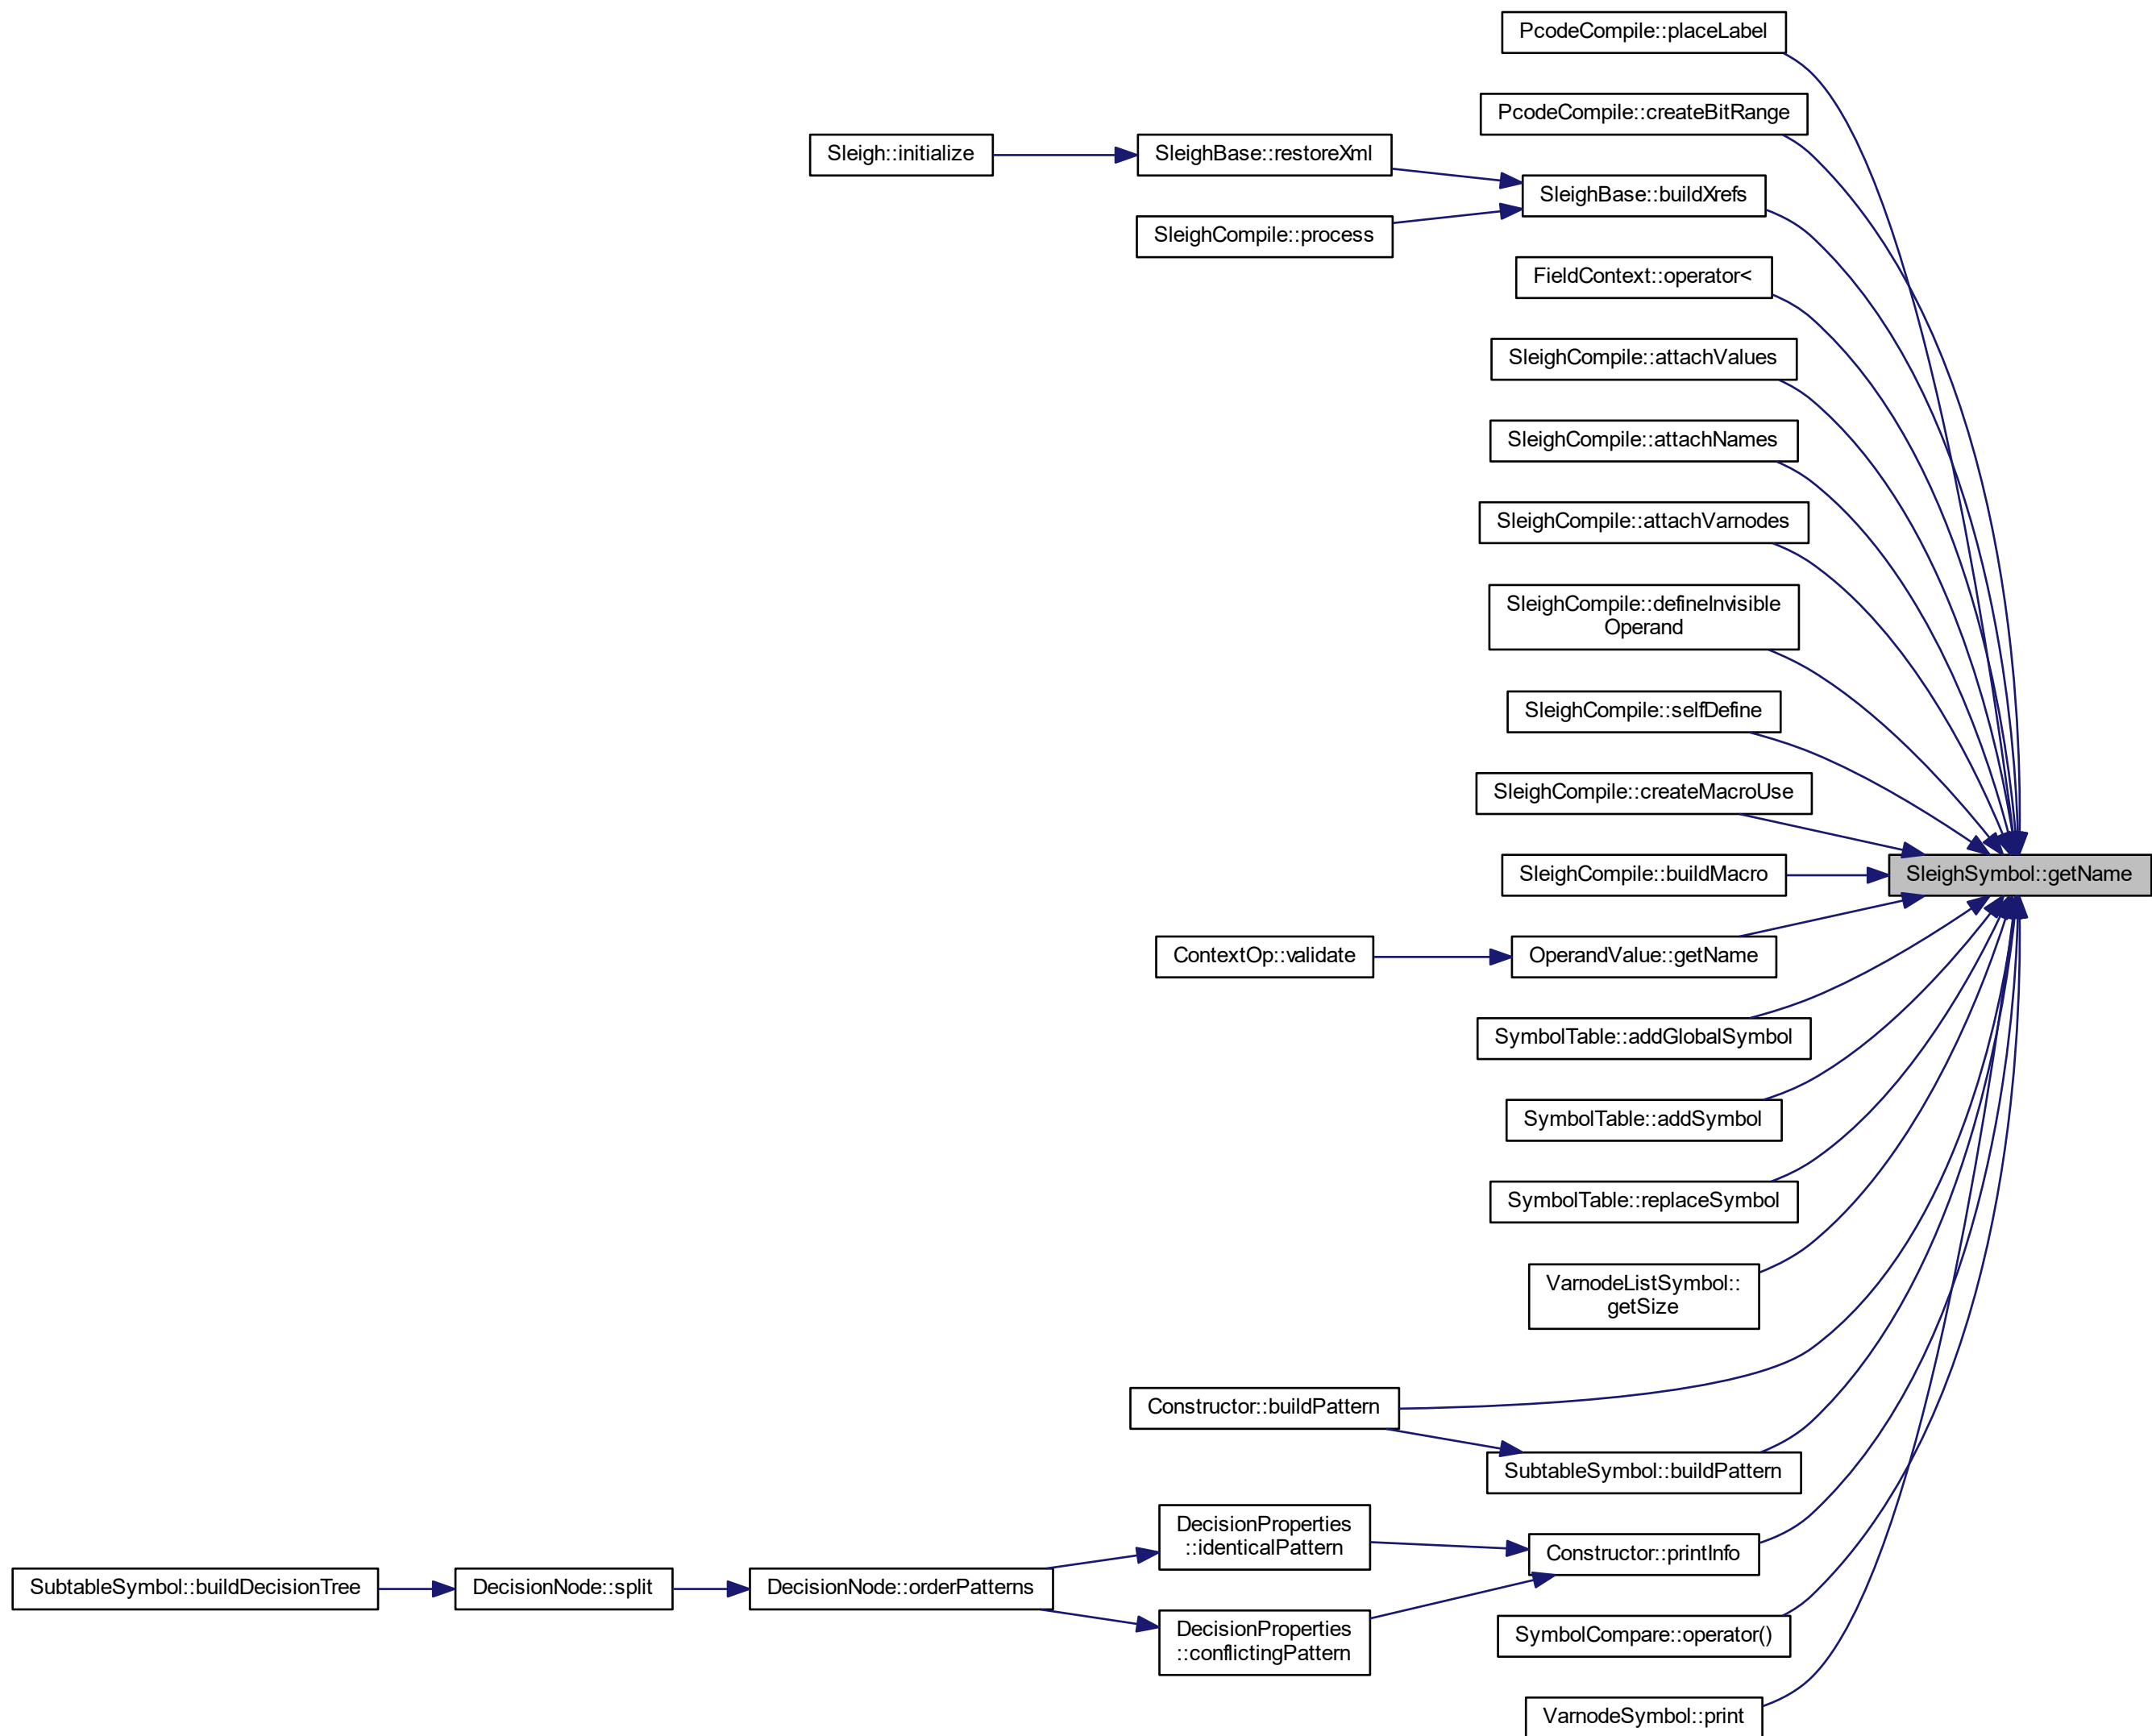 PcodeCompile::placeLabel
PcodeCompile::createBitRange
Sleigh::initialize
SleighBase::restoreXml
SleighBase::buildXrefs
SleighCompile::process
FieldContext::operator<
SleighCompile::attachValues
SleighCompile::attachNames
SleighCompile::attachVarnodes
SleighCompile::defineInvisible
Operand
SleighCompile::selfDefine
SleighCompile::createMacroUse
SleighCompile::buildMacro
SleighSymbol::getName
ContextOp::validate
OperandValue::getName
SymbolTable::addGlobalSymbol
SymbolTable::addSymbol
SymbolTable::replaceSymbol
VarnodeListSymbol::
getSize
Constructor::buildPattern
SubtableSymbol::buildPattern
DecisionProperties
::identicalPattern
Constructor::printInfo
SubtableSymbol::buildDecisionTree
DecisionNode::split
DecisionNode::orderPatterns
DecisionProperties
::conflictingPattern
SymbolCompare::operator()
VarnodeSymbol::print